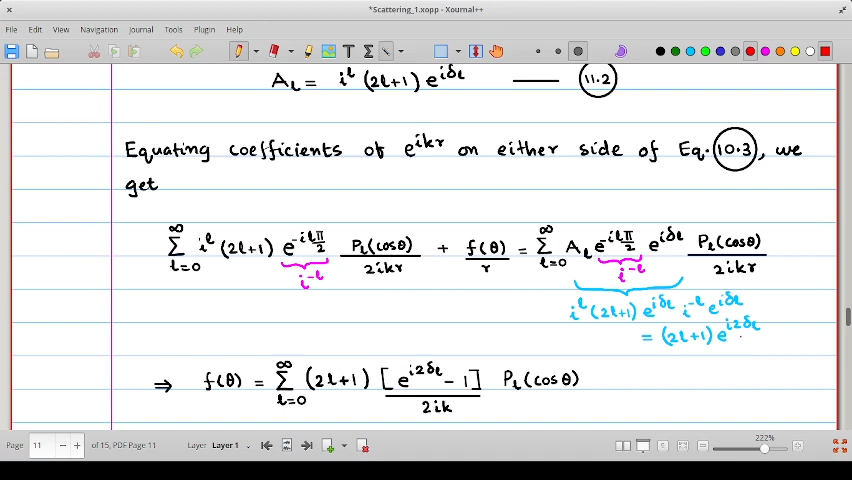 *Scattering_1.xopp - Xournal++
File Edit View Navigation Journal Tools Plugin Help
A_l = i^l (2l+1) e^{iδ_l} —— (11.2)
Equating coefficients of e^{ikr} on either side of Eq. (10.3), we
get
∑_{l=0}^{∞} i^l (2l+1) e^{-ilπ/2} P_l(cosθ)/2ikr + f(θ)/r = ∑_{l=0}^{∞} A_l e^{-ilπ/2} e^{iδ_l} P_l(cosθ)/2ikr
i^{-l} i^{-l}
i^l (2l+1) e^{iδ_l} i^{-l} e^{iδ_l}
= (2l+1) e^{i2δ_l}
⇒ f(θ) = ∑_{l=0}^{∞} (2l+1) [e^{i2δ_l} - 1]/2ik P_l(cosθ)
Page 11 of 15, PDF Page 11 Layer Layer 1 222%